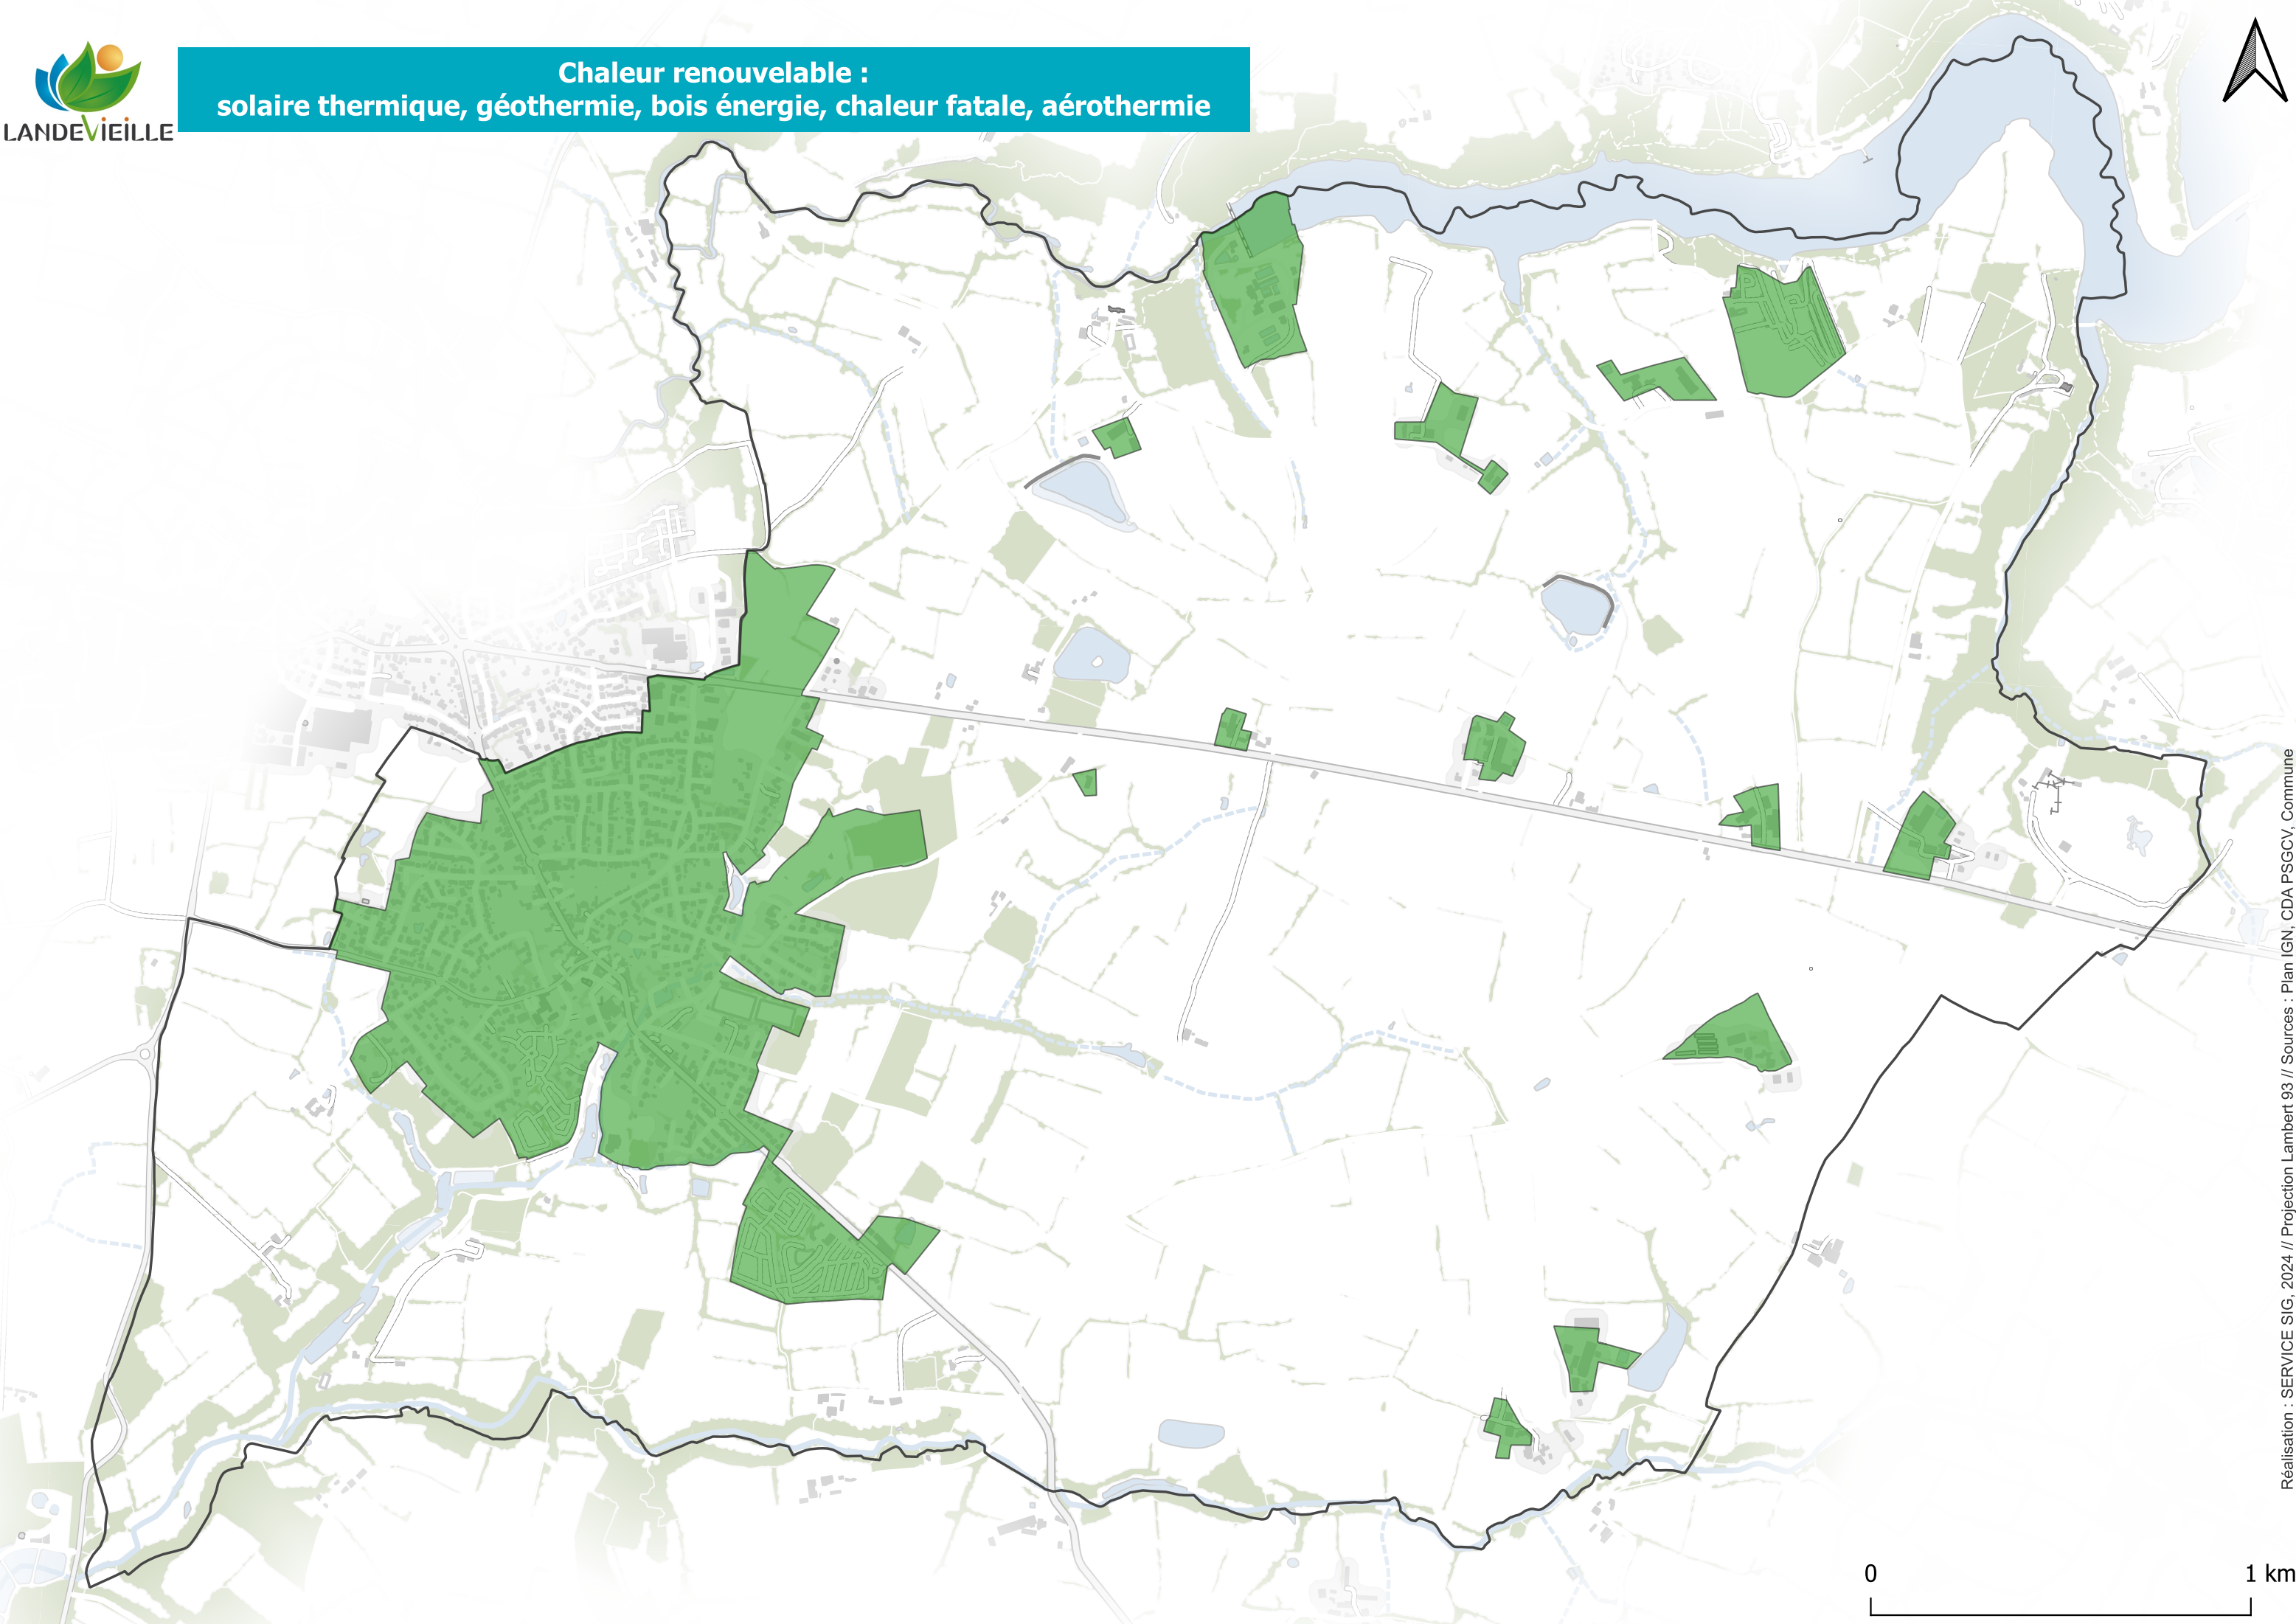 Chaleur renouvelable :
solaire thermique, géothermie, bois énergie, chaleur fatale, aérothermie
LANDEVIEILLE
Réalisation : SERVICE SIG, 2024 // Projection Lambert 93 // Sources : Plan IGN, CDA PSGCV, Commune
0
1 km